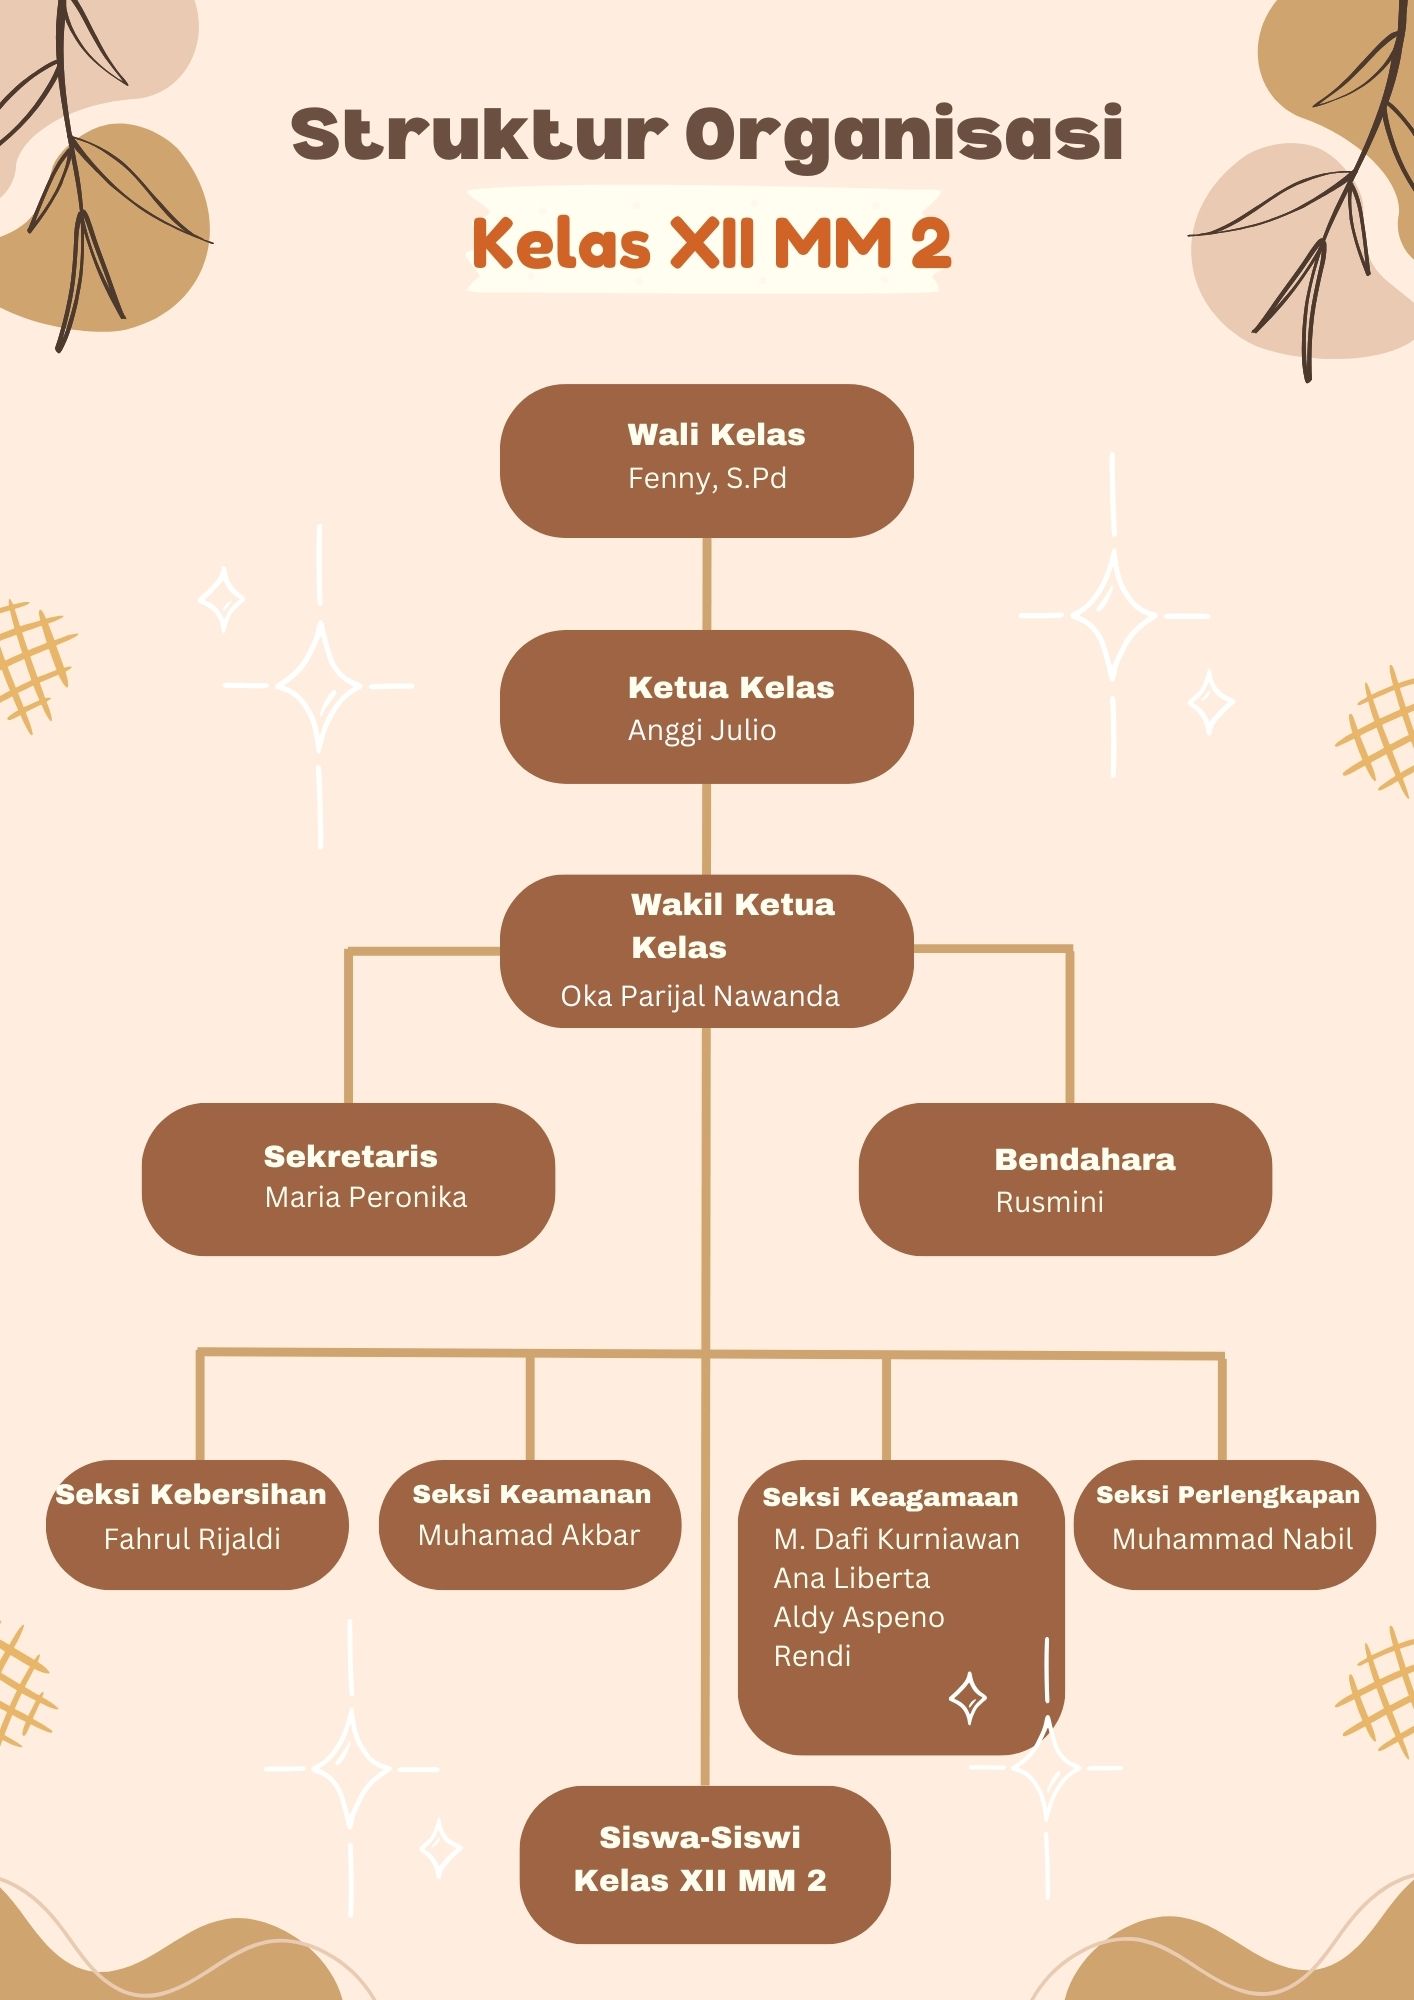 Struktur Organisasi
Kelas XII MM 2
Wali Kelas
Fenny, S.Pd
Ketua Kelas
Anggi Julio
Wakil Ketua
Kelas
Oka Parijal Nawanda
Sekretaris
Maria Peronika
Bendahara
Rusmini
Seksi Kebersihan
Fahrul Rijaldi
Seksi Keamanan
Muhamad Akbar
Seksi Keagamaan
M. Dafi Kurniawan
Ana Liberta
Aldy Aspeno
Rendi
Seksi Perlengkapan
Muhammad Nabil
Siswa-Siswi
Kelas XII MM 2